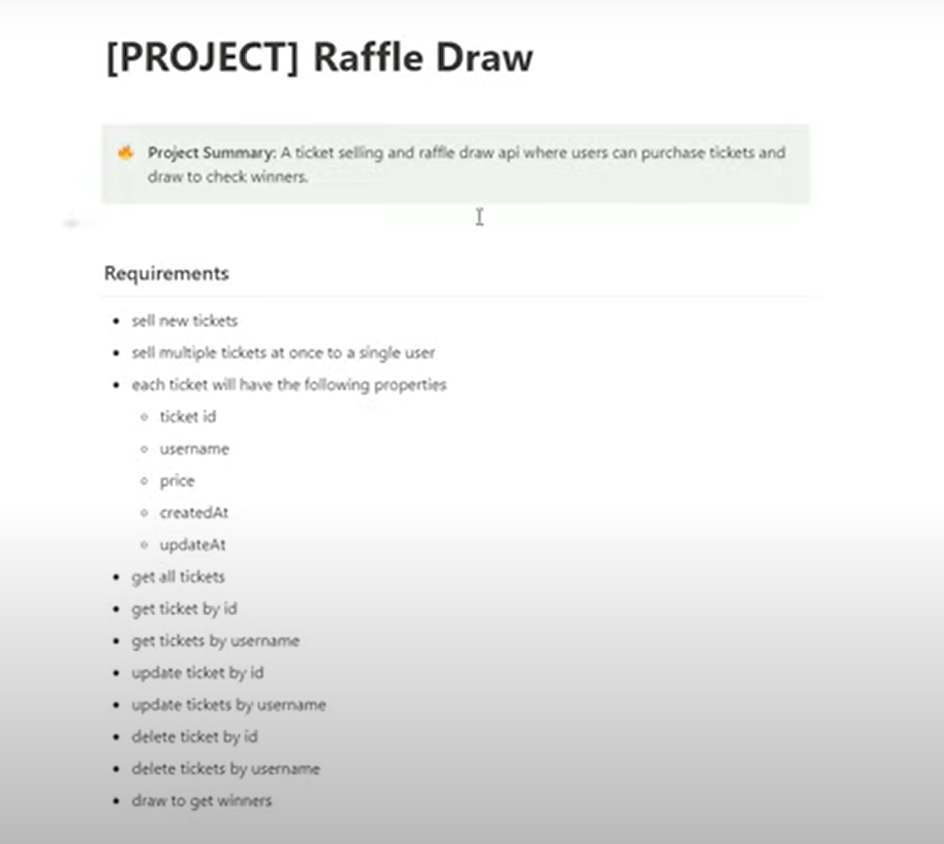 [PROJECT] Raffle Draw
Project Summary: A ticket selling and raffle draw api where users can purchase tickets and
draw to check winners.
Requirements
sell new tickets
sell multiple tickets at once to a single user
each ticket will have the following properties
ticket id
username
price
createdAt
updateAt
get all tickets
get ticket by id
get tickets by username
update ticket by id
update tickets by username
delete ticket by id
delete tickets by username
draw to get winners